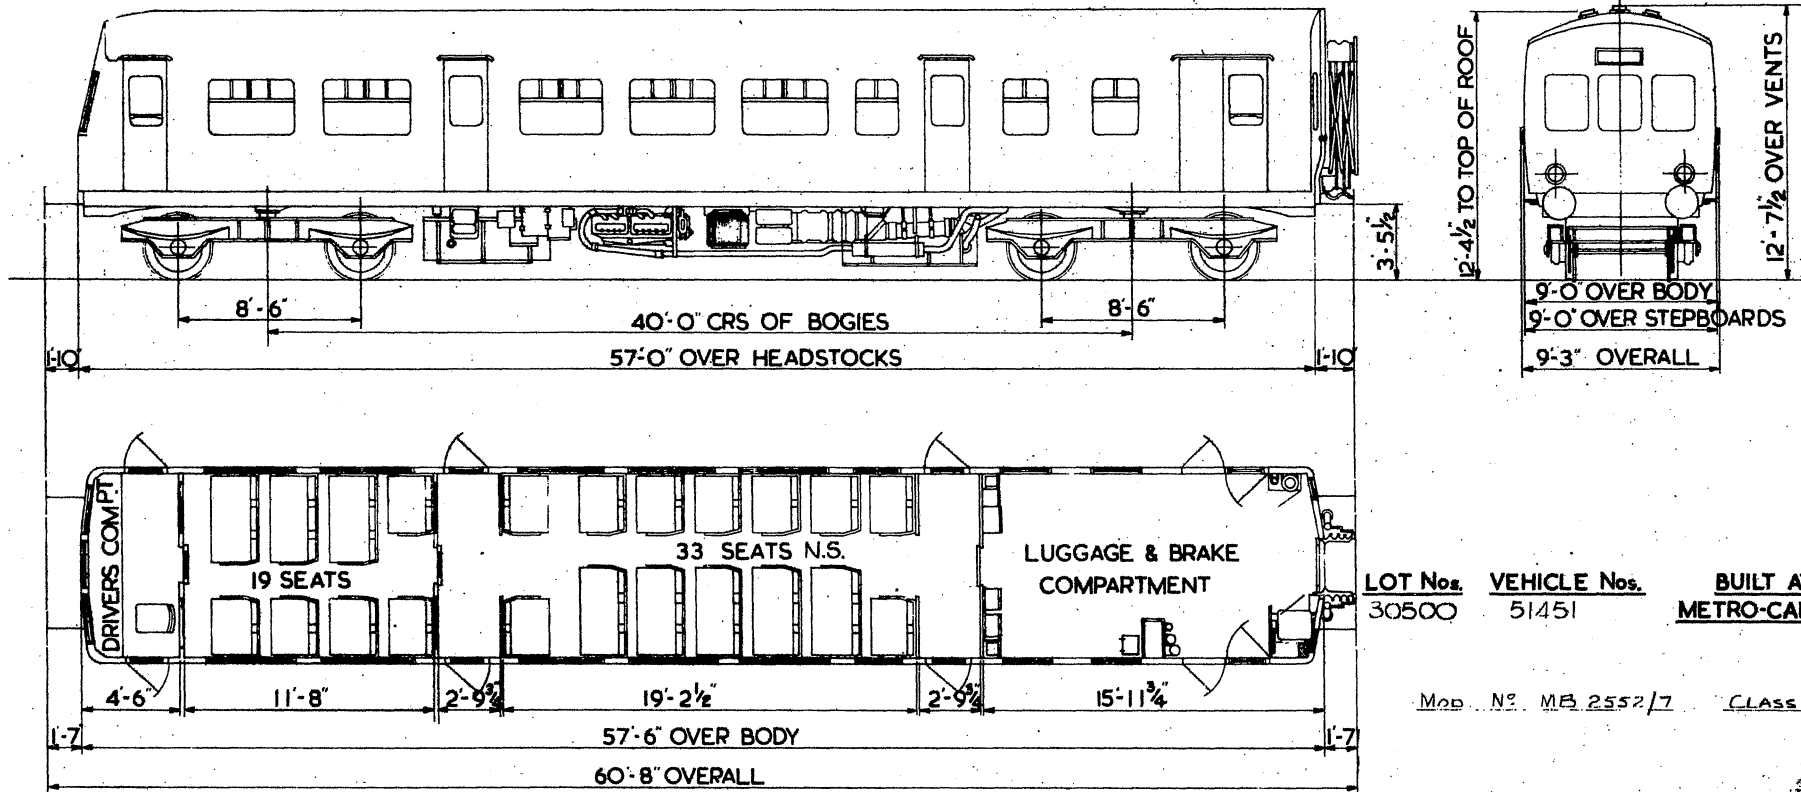 12'-4½" TO TOP OF ROOF
12'-7½" OVER VENTS
3'-5½"
8'-6"
8'-6"
9'-0" OVER BODY
40'-0" CRS OF BOGIES
9'-0" OVER STEPBOARDS
1'-10"
57'-0" OVER HEADSTOCKS
1'-10"
9'-3" OVERALL
DRIVERS COMPT.
33 SEATS N.S.
19 SEATS
LUGGAGE & BRAKE
COMPARTMENT
LOT Nos. VEHICLE Nos. BUILT
30500 51451
4'-6" 11'-8" 2'-9¾" 19'-2½" 2'-9¾" 15'-11¾"
MOD Nº MB 2552/7 CLASS
1'-7" 57'-6" OVER BODY 1'-7"
60'-8" OVERALL